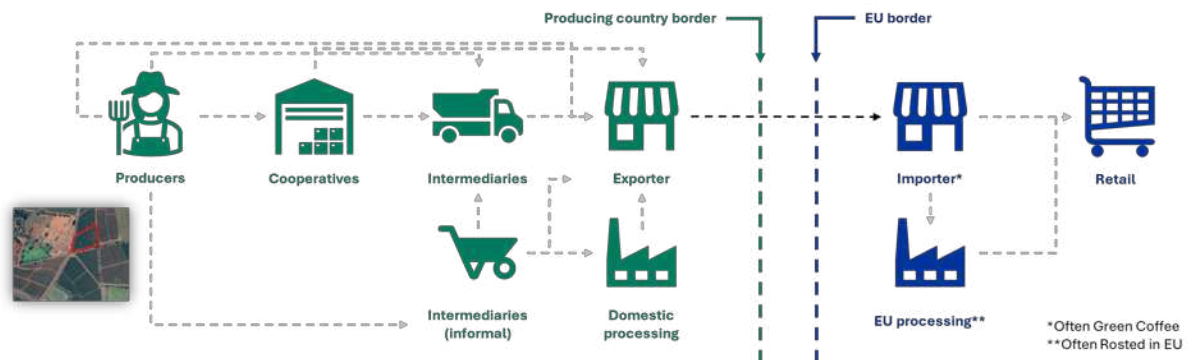 Producing country border
EU border
Producers
Cooperatives
Intermediaries
Exporter
Importer*
Retail
Intermediaries
(informal)
Domestic
processing
EU processing**
*Often Green Coffee
**Often Rosted in EU